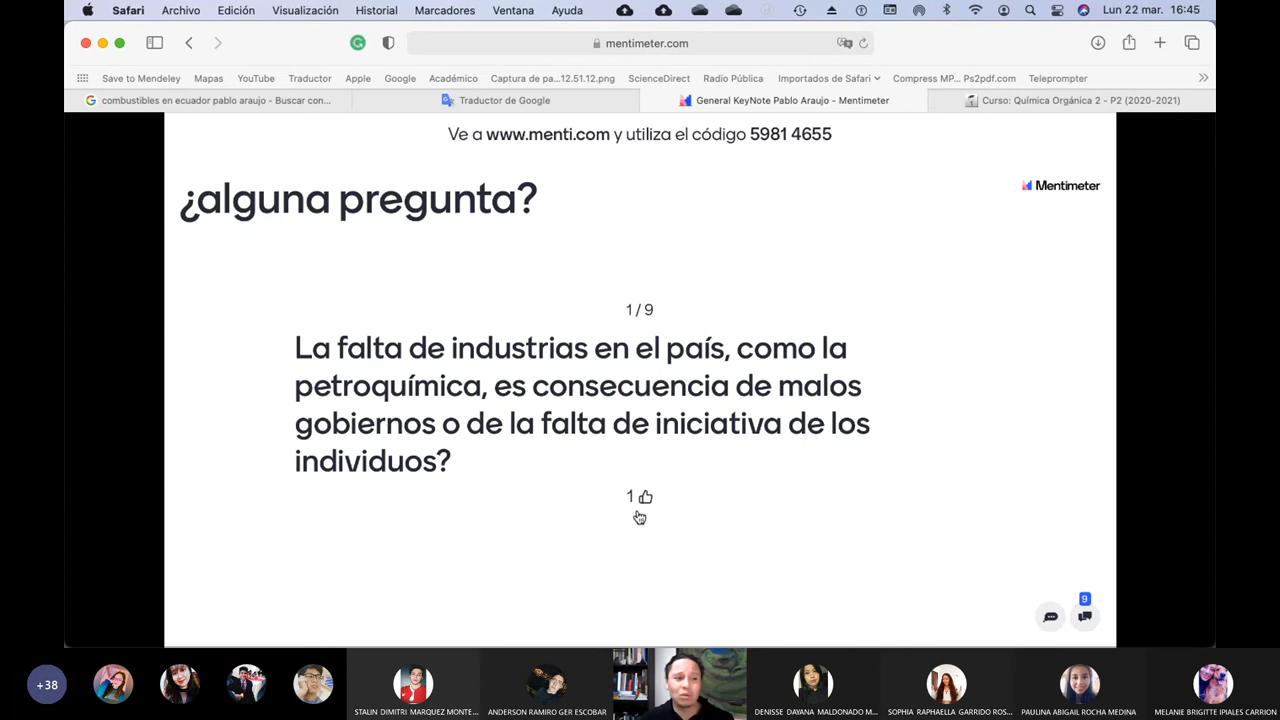 Safari Archivo Edición Visualización Historial Marcadores Ventana Ayuda Lun 22 mar. 16:45
mentimeter.com
Save to Mendeley Mapas YouTube Traductor Apple Google Académico Captura de pa...12.51.12.png ScienceDirect Radio Pública Importados de Safari Compress MP... Ps2pdf.com Teleprompter
combustibles en ecuador pablo araujo - Buscar con... Traductor de Google General KeyNote Pablo Araujo - Mentimeter Curso: Química Orgánica 2 - P2 (2020-2021)
Ve a www.menti.com y utiliza el código 5981 4655
¿alguna pregunta?
Mentimeter
1 / 9
La falta de industrias en el país, como la
petroquímica, es consecuencia de malos
gobiernos o de la falta de iniciativa de los
individuos?
1
9
+38
STALIN DIMITRI MARQUEZ MONTE... ANDERSON RAMIRO GER ESCOBAR DENISSE DAYANA MALDONADO M... SOPHIA RAPHAELLA GARRIDO ROS... PAULINA ABIGAIL ROCHA MEDINA MELANIE BRIGITTE IPIALES CARRION